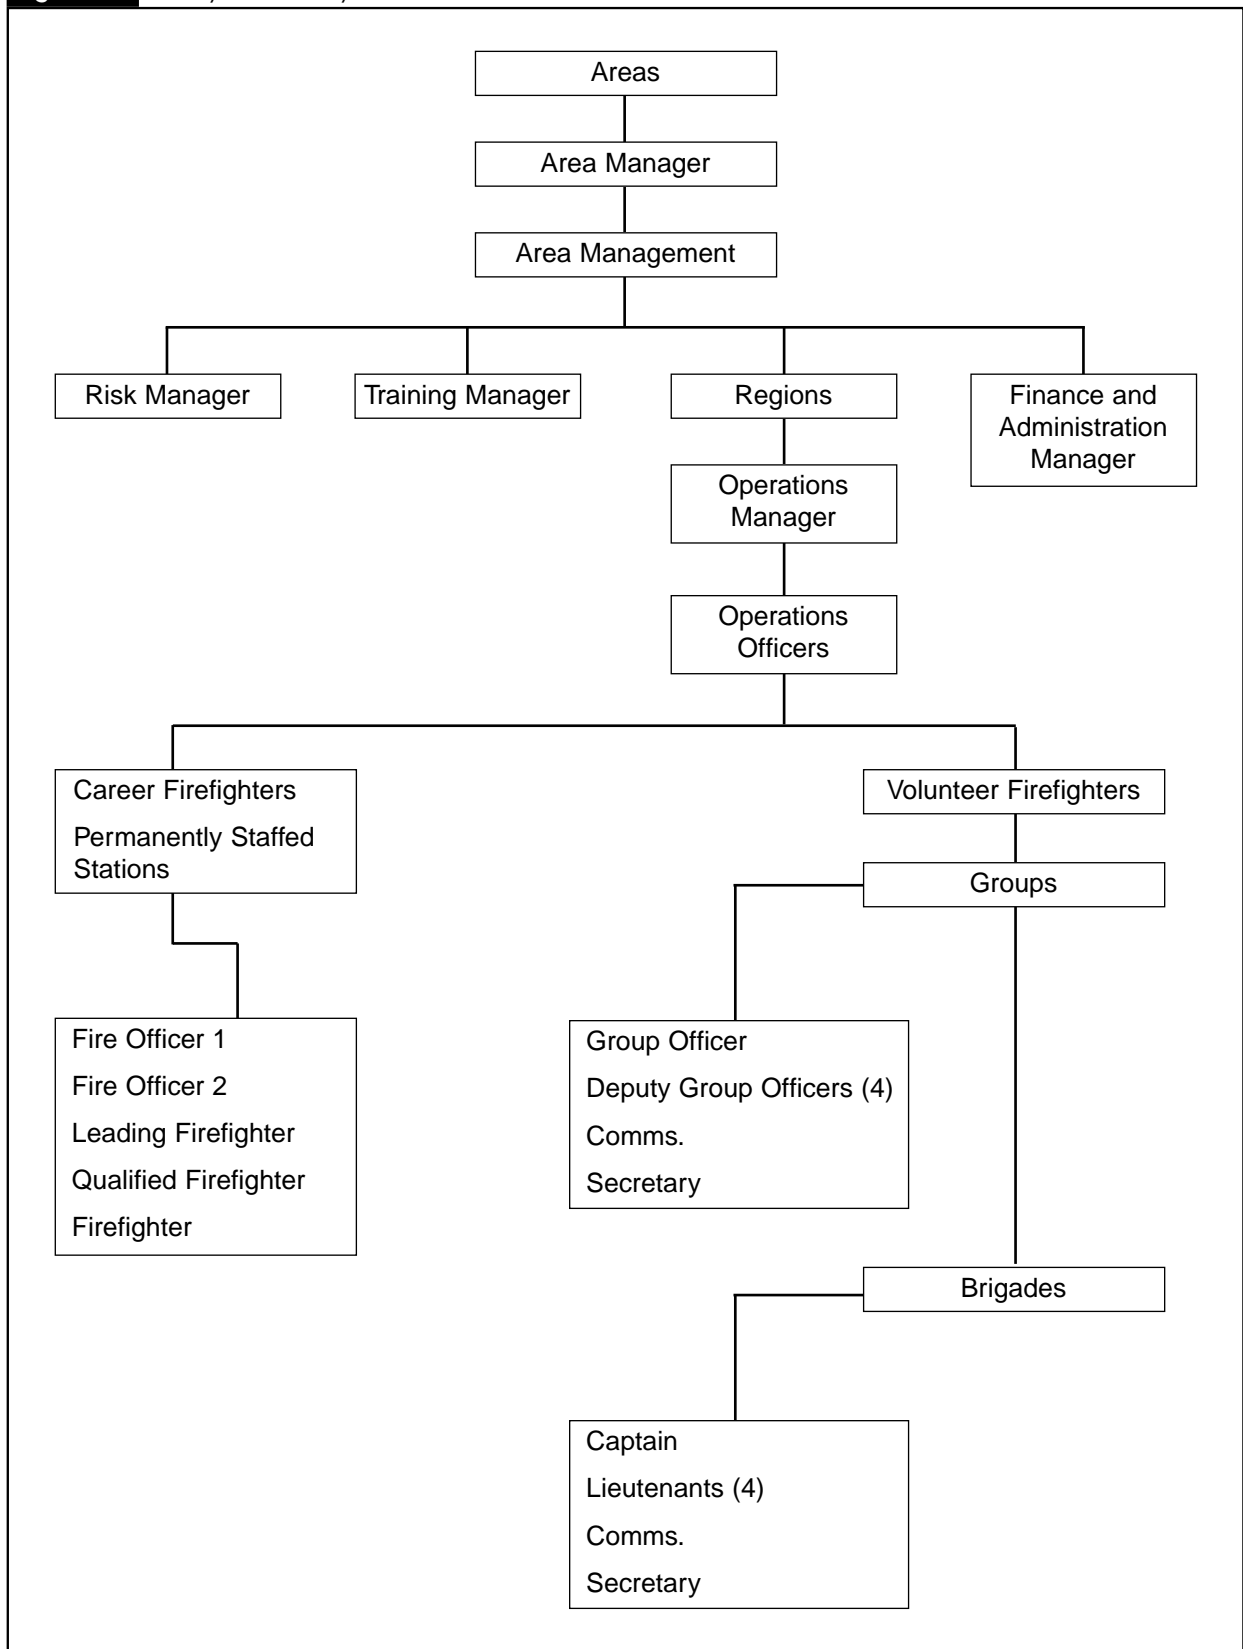 Areas
Area Manager
Area Management
Risk Manager
Training Manager
Regions
Finance and
Administration
Manager
Operations
Manager
Operations
Officers
Career Firefighters
Permanently Staffed
Stations
Volunteer Firefighters
Groups
Fire Officer 1
Fire Officer 2
Leading Firefighter
Qualified Firefighter
Firefighter
Group Officer
Deputy Group Officers (4)
Comms.
Secretary
Brigades
Captain
Lieutenants (4)
Comms.
Secretary